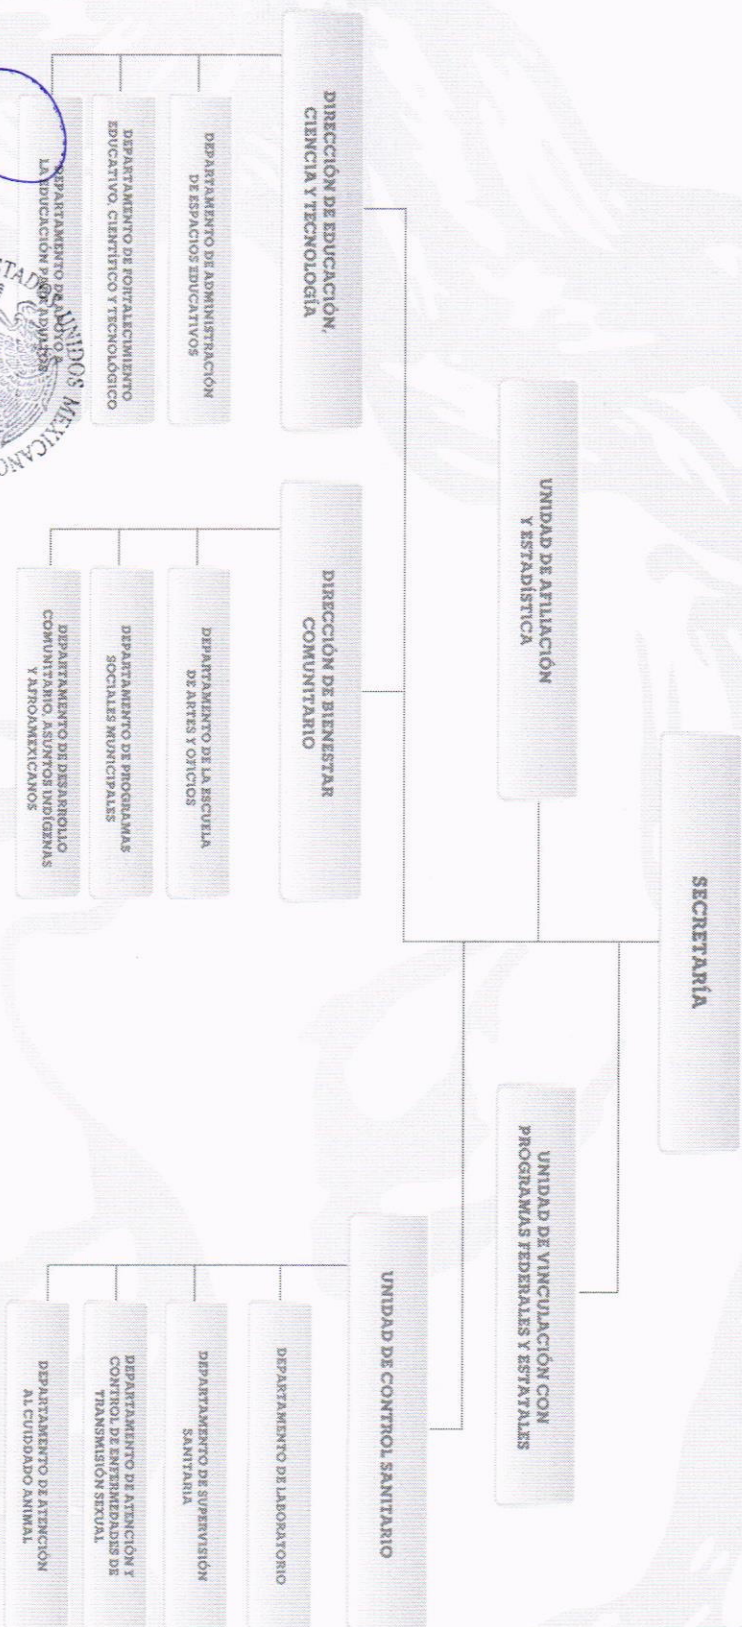 SECRETARÍA
UNIDAD DE AFILIACIÓN
Y ESTADÍSTICA
UNIDAD DE VINCULACIÓN CON
PROGRAMAS FEDERALES Y ESTATALES
DIRECCIÓN DE EDUCACIÓN,
CIENCIA Y TECNOLOGÍA
DEPARTAMENTO DE ADMINISTRACIÓN
DE ESPACIOS EDUCATIVOS
DEPARTAMENTO DE FORTALECIMIENTO
EDUCATIVO, CIENTÍFICO Y TECNOLÓGICO
DEPARTAMENTO DE APOYO A
LA EDUCACIÓN PARA ADULTOS
DIRECCIÓN DE BIENESTAR
COMUNITARIO
DEPARTAMENTO DE LA ESCUELA
DE ARTES Y OFICIOS
DEPARTAMENTO DE PROGRAMAS
SOCIALES MUNICIPALES
DEPARTAMENTO DE DESARROLLO
COMUNITARIO, ASUNTOS INDÍGENAS
Y AFROAMEXICANOS
UNIDAD DE CONTROL SANITARIO
DEPARTAMENTO DE LABORATORIO
DEPARTAMENTO DE SUPERVISIÓN
SANITARIA
DEPARTAMENTO DE ATENCIÓN Y
CONTROL DE ENFERMEDADES DE
TRANSMISIÓN SEXUAL
DEPARTAMENTO DE ATENCIÓN
AL CUIDADO ANIMAL
UNIDOS